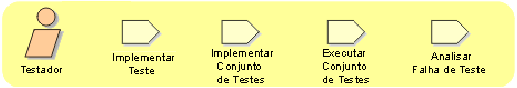 Testador
Implementar
Teste
Implementar
Conjunto
de Testes
Executar
Conjunto
de Testes
Analisar
Falha de Teste